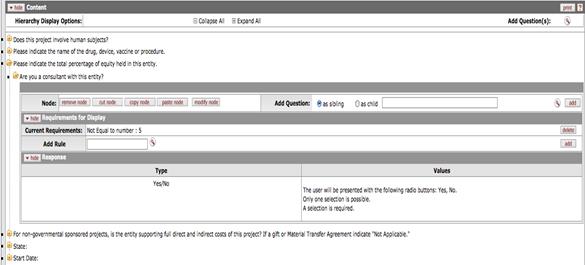 hide Content print ?
Hierarchy Display Options: Collapse All Expand All Add Question(s):
Does this project involve human subjects?
Please indicate the name of the drug, device, vaccine or procedure.
Please indicate the total percentage of equity held in this entity.
Are you a consultant with this entity?
Node: remove node cut node copy node paste node modify node Add Question: as sibling as child add
hide Requirements for Display
Current Requirements: Not Equal to number : 5 delete
Add Rule add
hide Response
Type Values
Yes/No The user will be presented with the following radio buttons: Yes, No.
Only one selection is possible.
A selection is required.
For non-governmental sponsored projects, is the entity supporting full direct and indirect costs of this project? If a gift or Material Transfer Agreement indicate "Not Applicable."
State:
Start Date: